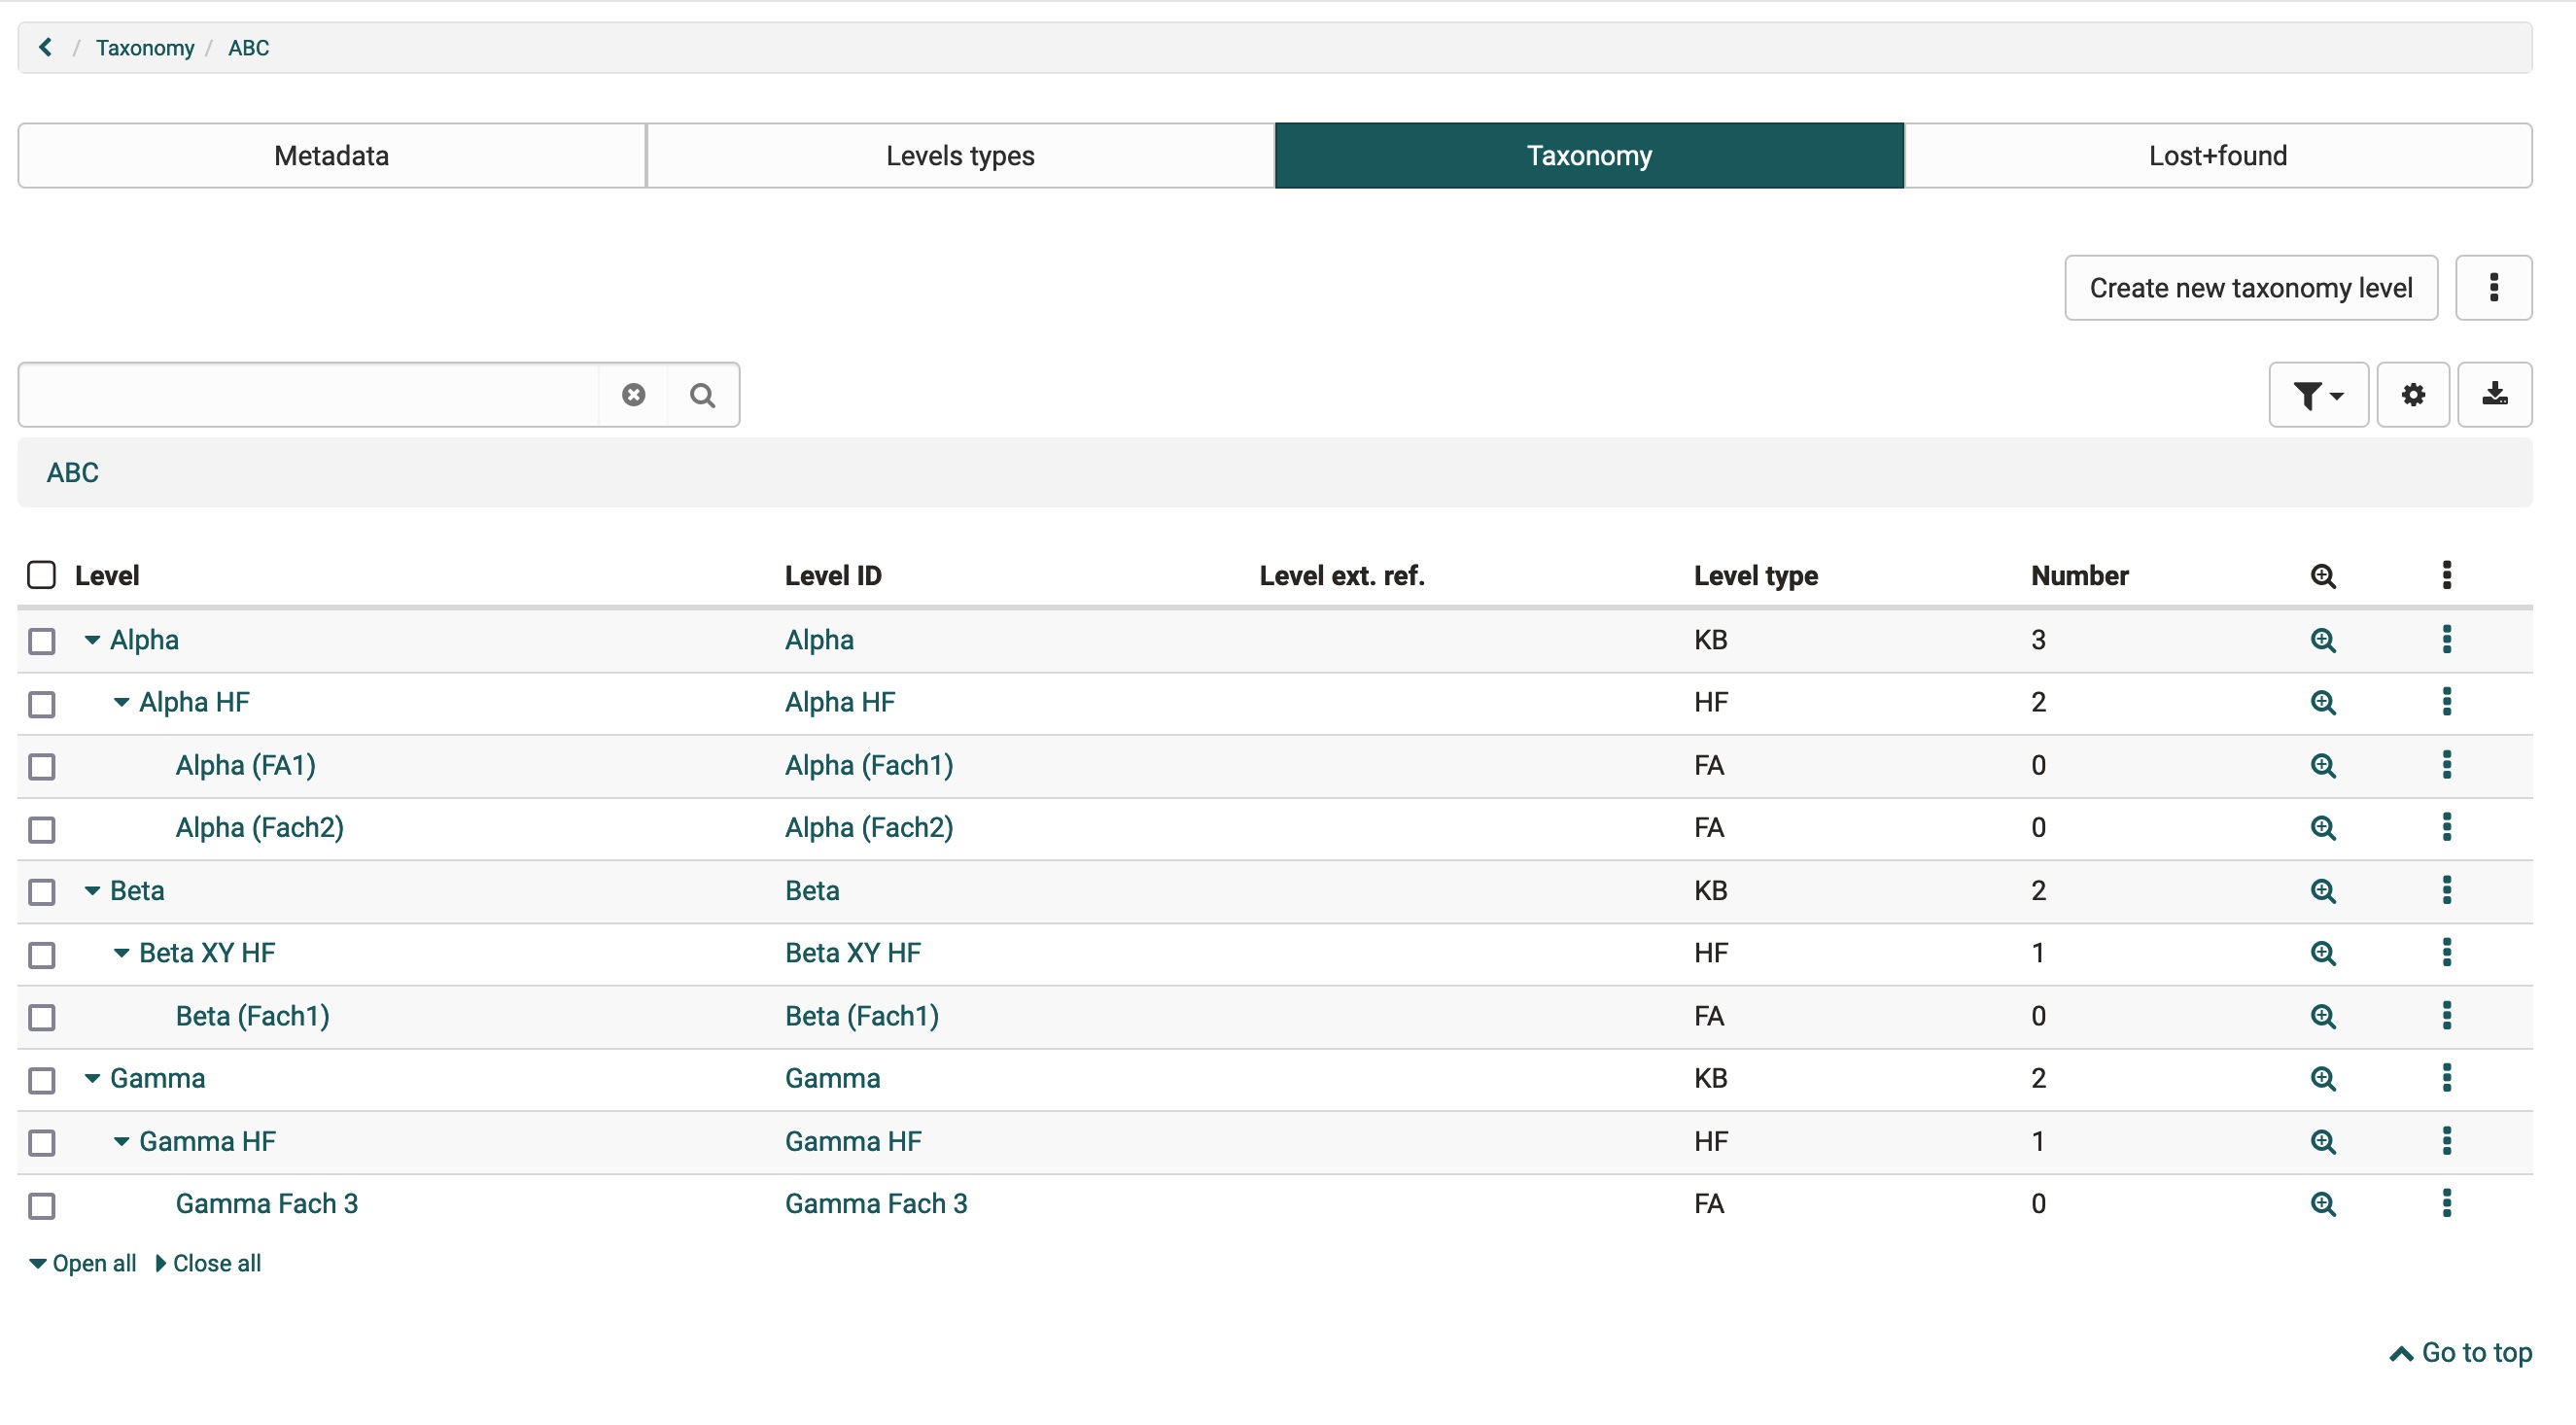 / Taxonomy / ABC
Metadata Levels types Taxonomy Lost+found
Create new taxonomy level
ABC
Level Level ID Level ext. ref. Level type Number
Alpha Alpha KB 3
Alpha HF Alpha HF HF 2
Alpha (FA1) Alpha (Fach1) FA 0
Alpha (Fach2) Alpha (Fach2) FA 0
Beta Beta KB 2
Beta XY HF Beta XY HF HF 1
Beta (Fach1) Beta (Fach1) FA 0
Gamma Gamma KB 2
Gamma HF Gamma HF HF 1
Gamma Fach 3 Gamma Fach 3 FA 0
Open all Close all
Go to top